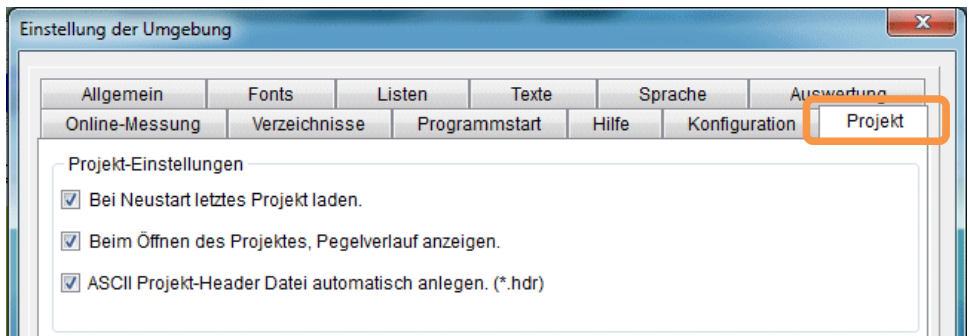 Einstellung der Umgebung
Allgemein Fonts Listen Texte Sprache Auswertung
Online-Messung Verzeichnisse Programmstart Hilfe Konfiguration Projekt
Projekt-Einstellungen
Bei Neustart letztes Projekt laden.
Beim Öffnen des Projektes, Pegelverlauf anzeigen.
ASCII Projekt-Header Datei automatisch anlegen. (*.hdr)